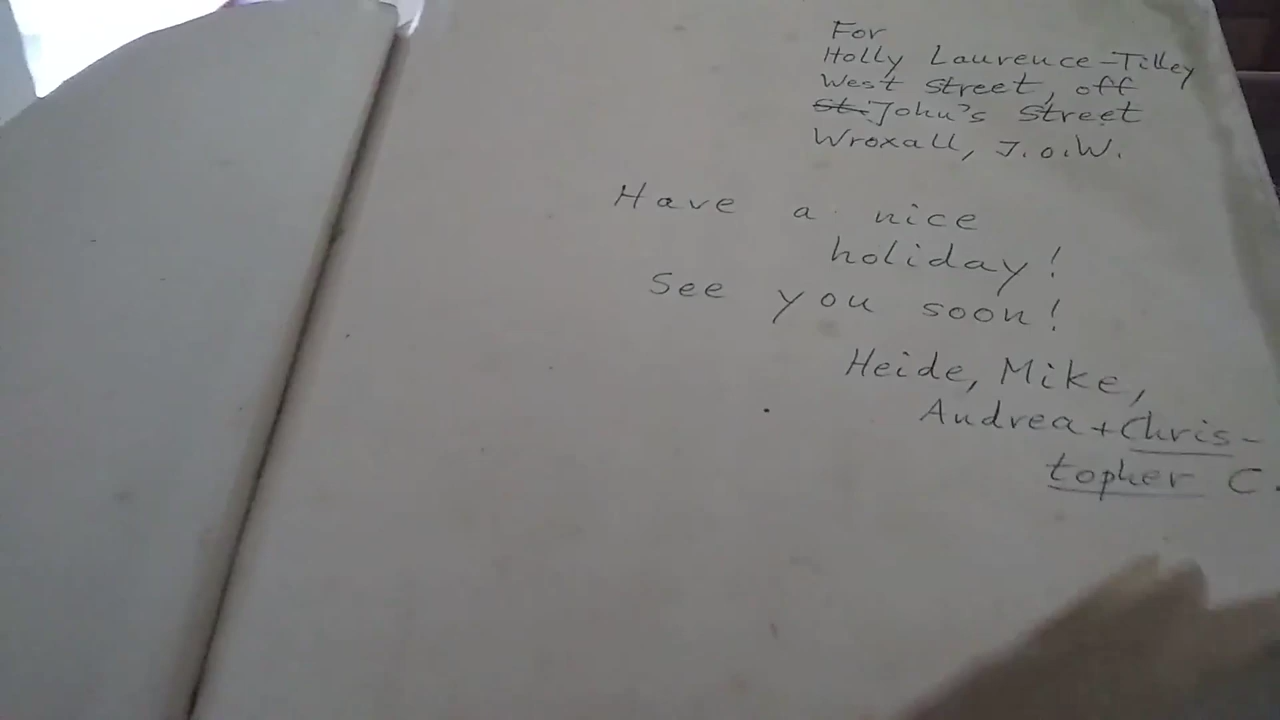 For
Holly Laurence-Tilley
West Street, off
St. John's Street
Wroxall, I.o.W.
Have a nice
holiday!
See you soon!
Heide, Mike,
Andrea + Chris-
topher C.